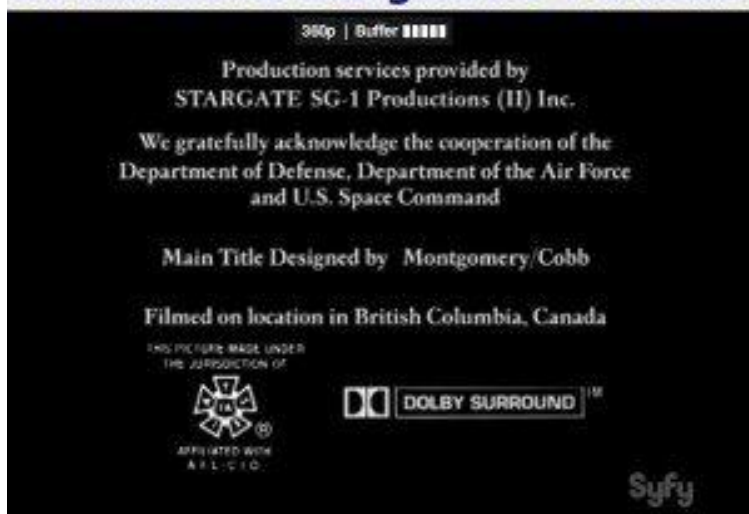 360p | Buffer
Production services provided by
STARGATE SG-1 Productions (II) Inc.
We gratefully acknowledge the cooperation of the
Department of Defense, Department of the Air Force
and U.S. Space Command
Main Title Designed by Montgomery/Cobb
Filmed on location in British Columbia, Canada
THIS PICTURE MADE UNDER
THE JURISDICTION OF
®
AFFILIATED WITH
A.F.L.-C.I.O.
DOLBY SURROUND ™
Syfy